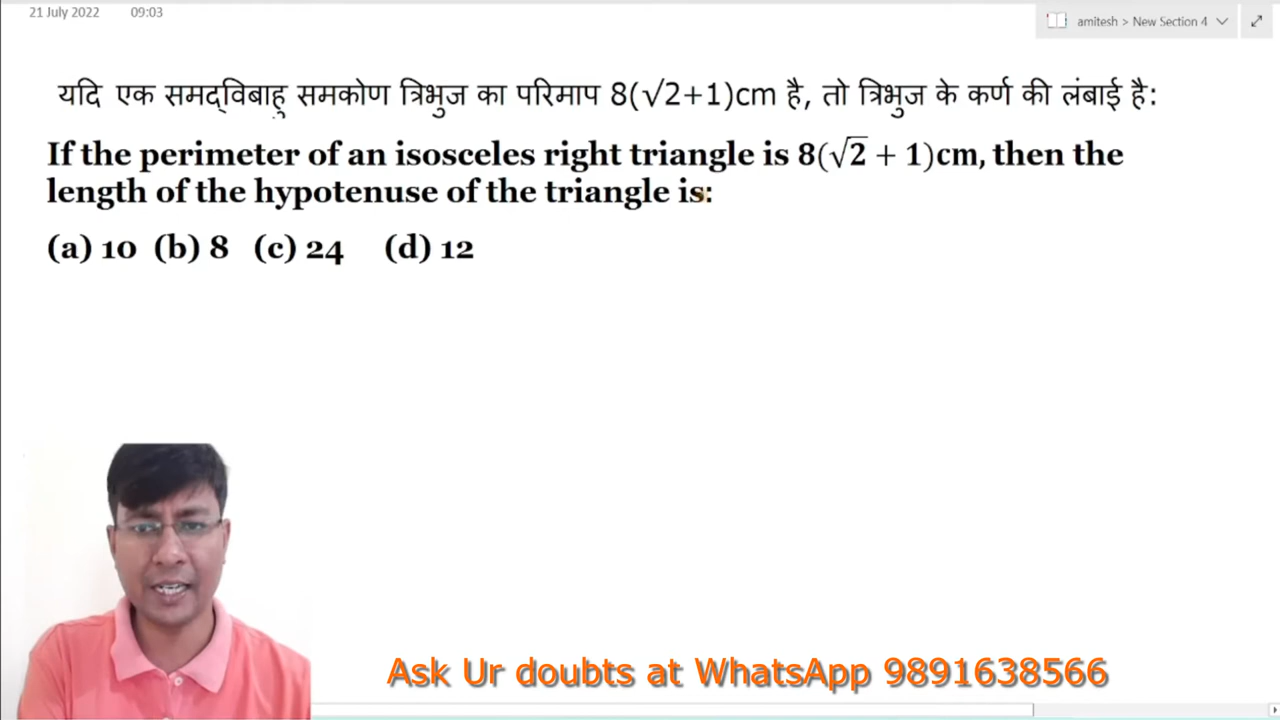 21 July 2022 09:03
amitesh > New Section 4
यदि एक समद्विबाहु समकोण त्रिभुज का परिमाप 8(√2+1)cm है, तो त्रिभुज के कर्ण की लंबाई है:
If the perimeter of an isosceles right triangle is 8(√2 + 1)cm, then the
length of the hypotenuse of the triangle is:
(a) 10 (b) 8 (c) 24 (d) 12
Ask Ur doubts at WhatsApp 9891638566